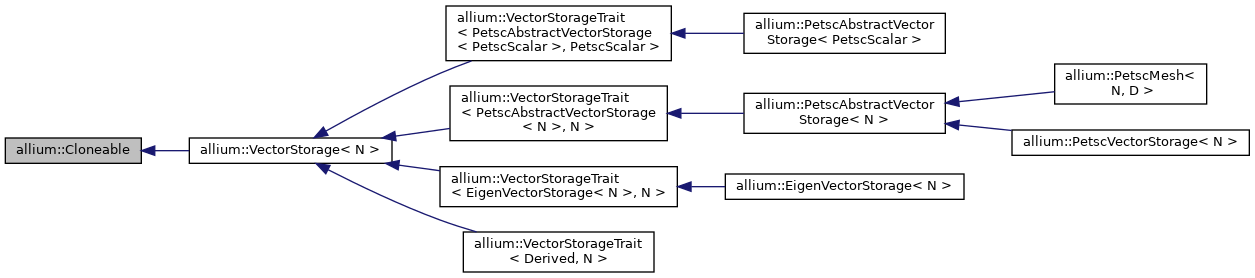 allium::Cloneable
allium::VectorStorage< N >
allium::VectorStorageTrait
< PetscAbstractVectorStorage
< PetscScalar >, PetscScalar >
allium::PetscAbstractVector
Storage< PetscScalar >
allium::VectorStorageTrait
< PetscAbstractVectorStorage
< N >, N >
allium::PetscAbstractVector
Storage< N >
allium::PetscMesh<
N, D >
allium::PetscVectorStorage< N >
allium::VectorStorageTrait
< EigenVectorStorage< N >, N >
allium::EigenVectorStorage< N >
allium::VectorStorageTrait
< Derived, N >